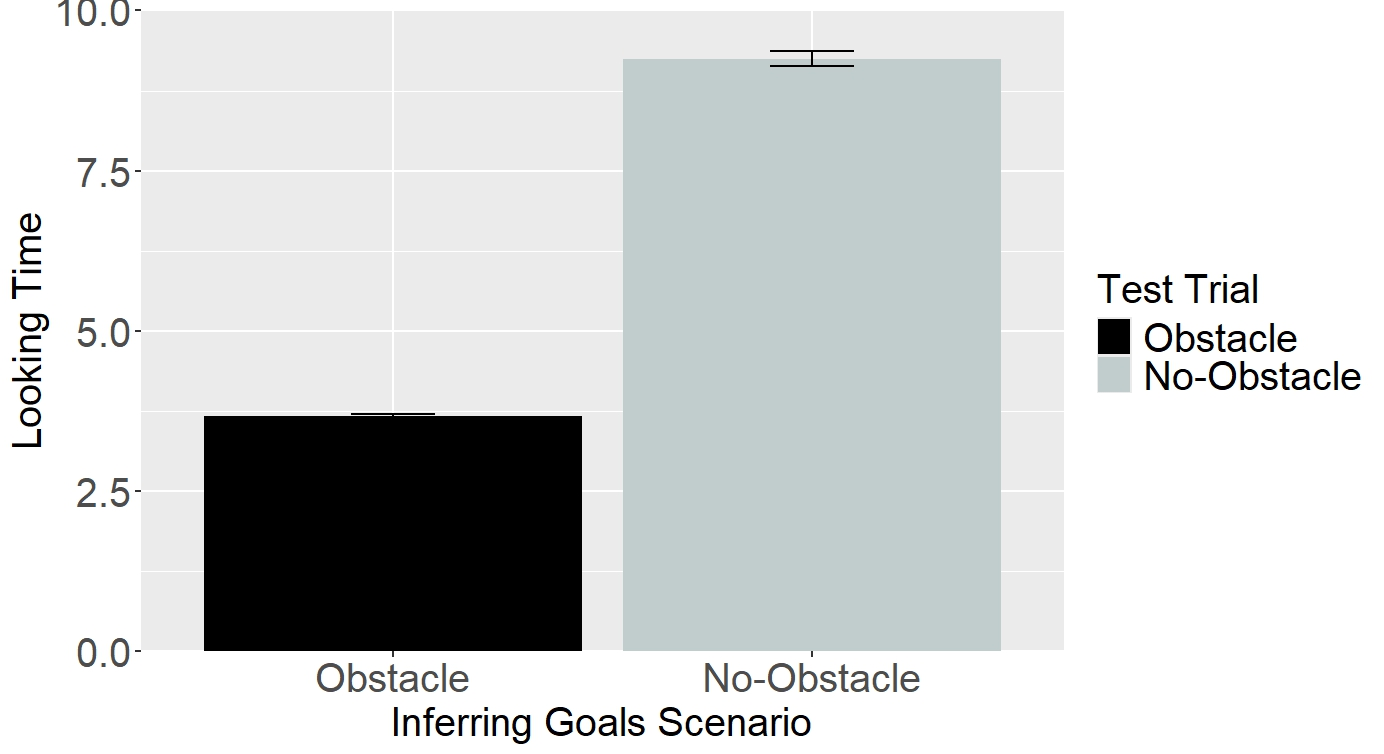 10.0
7.5
5.0
2.5
0.0
Looking Time
Obstacle
No-Obstacle
Inferring Goals Scenario
Test Trial
Obstacle
No-Obstacle